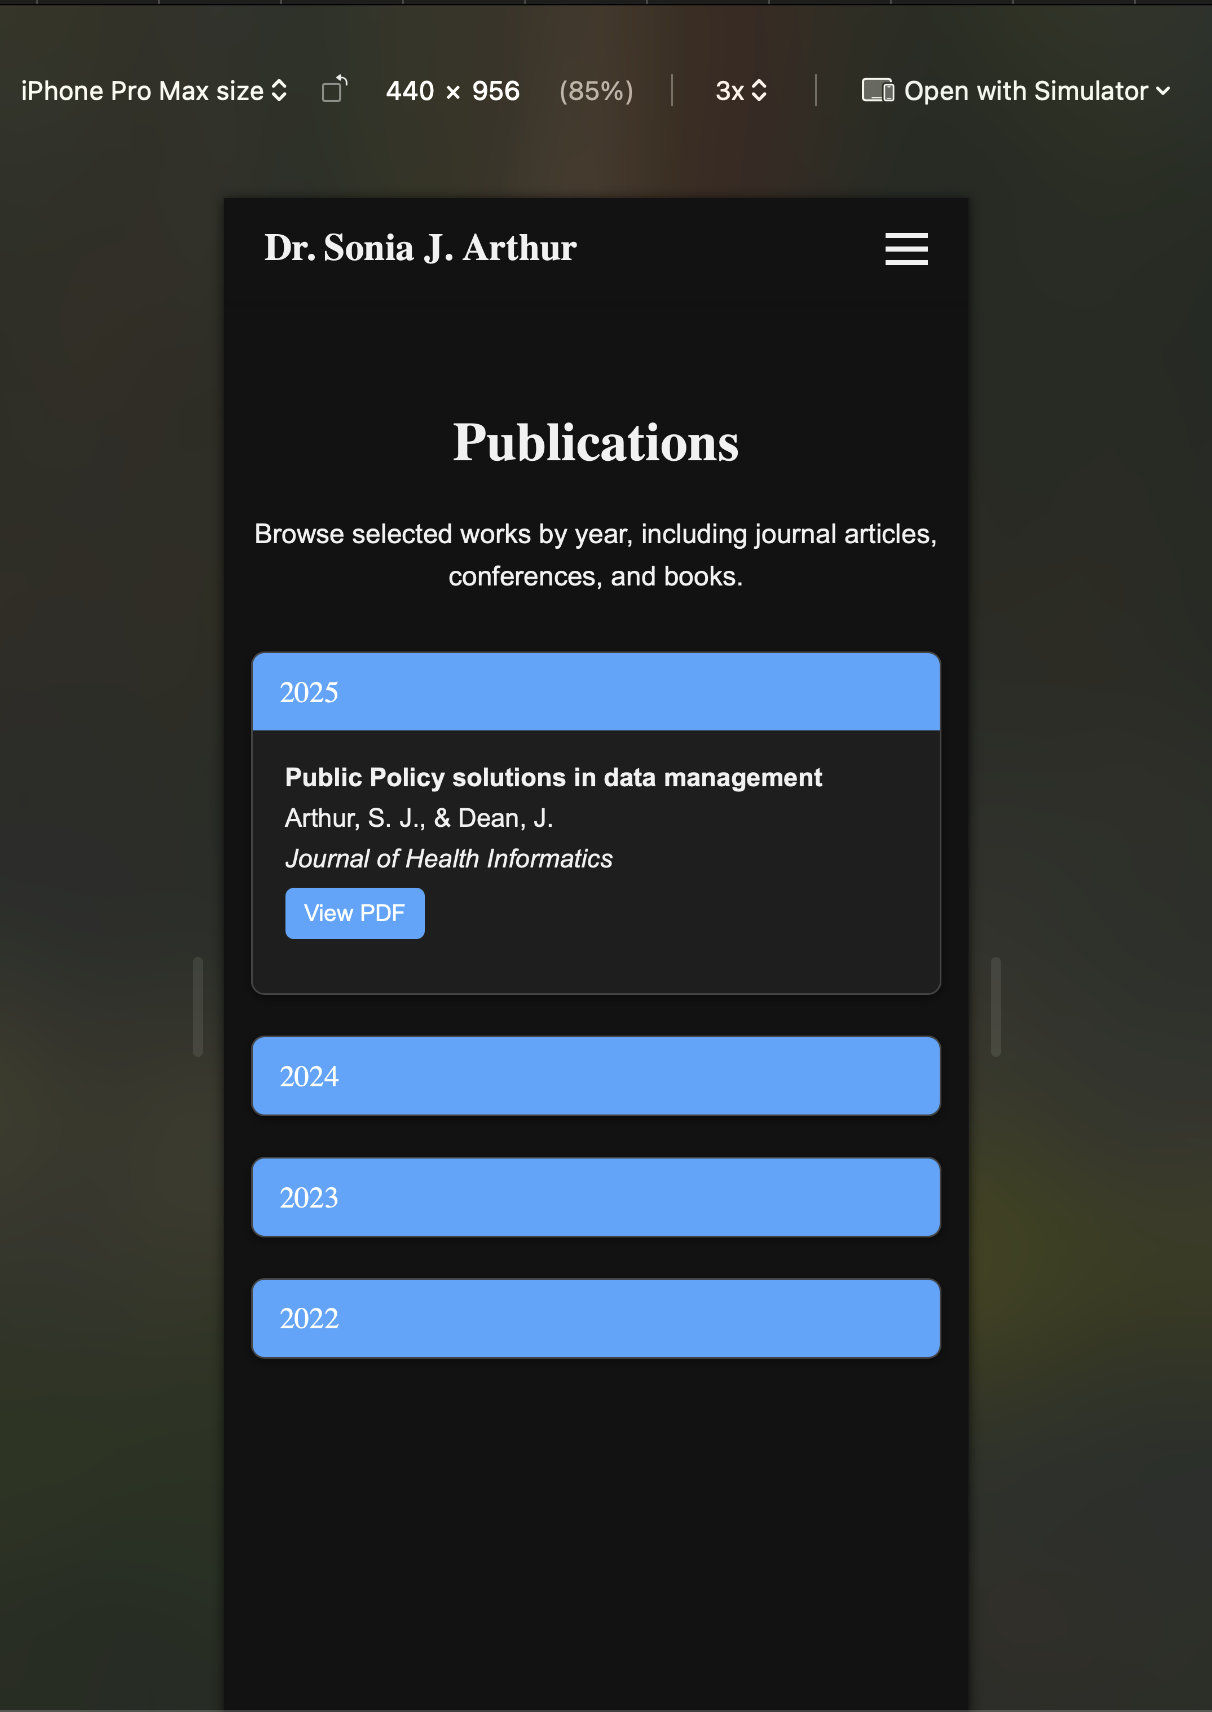 iPhone Pro Max size 440 × 956 (85%) 3x Open with Simulator
Dr. Sonia J. Arthur
Publications
Browse selected works by year, including journal articles,
conferences, and books.
2025
Public Policy solutions in data management
Arthur, S. J., & Dean, J.
Journal of Health Informatics
View PDF
2024
2023
2022